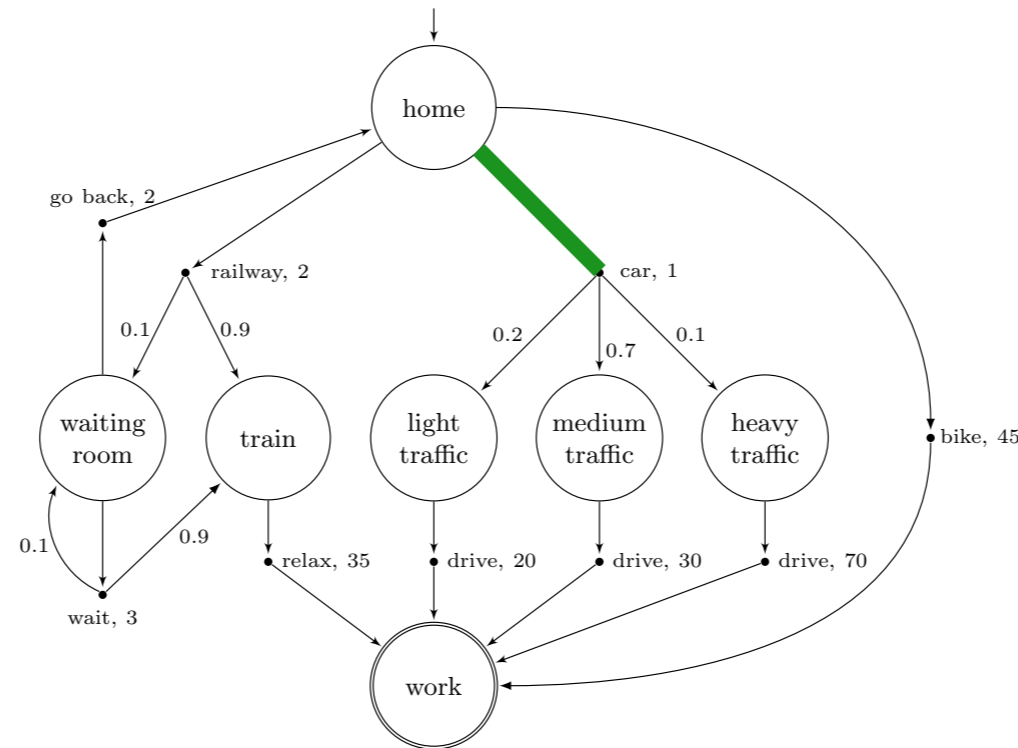 home
go back, 2
railway, 2
car, 1
0.1
0.9
0.2
0.7
0.1
waiting
room
train
light
traffic
medium
traffic
heavy
traffic
bike, 45
0.1
0.9
wait, 3
relax, 35
drive, 20
drive, 30
drive, 70
work